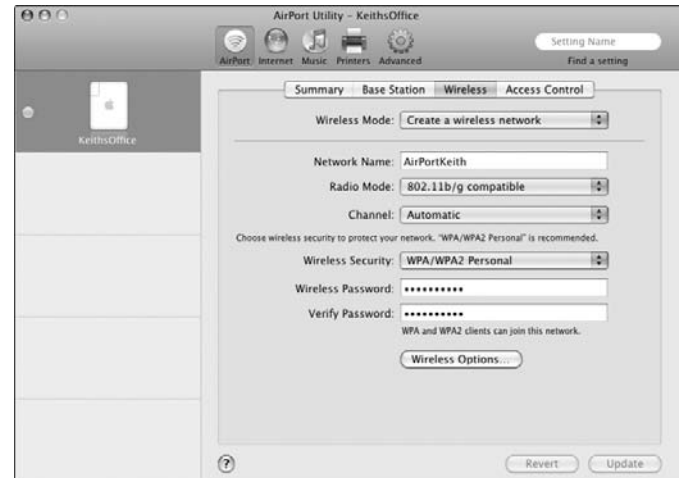 AirPort Utility – KeithsOffice
AirPort Internet Music Printers Advanced
Setting Name
Find a setting
KeithsOffice
Summary Base Station Wireless Access Control
Wireless Mode: Create a wireless network
Network Name: AirPortKeith
Radio Mode: 802.11b/g compatible
Channel: Automatic
Choose wireless security to protect your network. "WPA/WPA2 Personal" is recommended.
Wireless Security: WPA/WPA2 Personal
Wireless Password: ••••••••••
Verify Password: ••••••••••
WPA and WPA2 clients can join this network.
Wireless Options...
? Revert Update